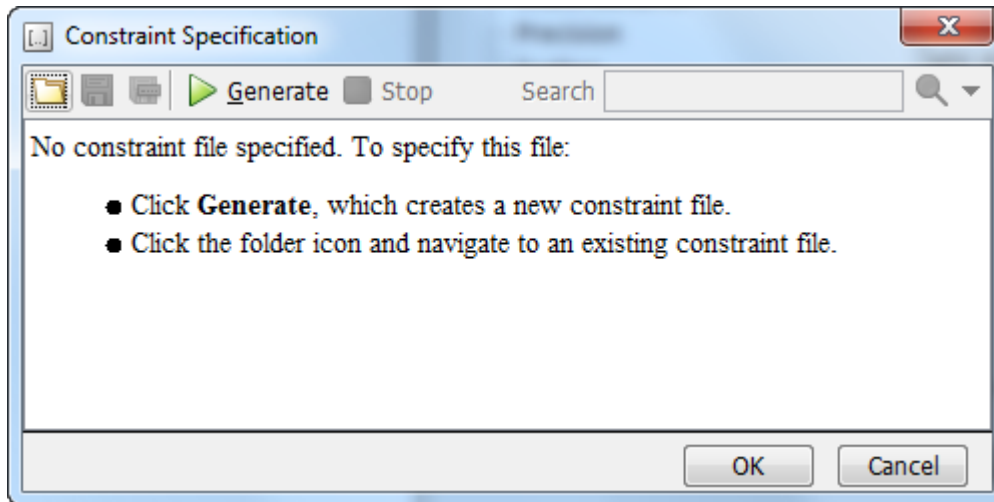 Constraint Specification
Generate Stop Search
No constraint file specified. To specify this file:
Click Generate, which creates a new constraint file.
Click the folder icon and navigate to an existing constraint file.
OK Cancel